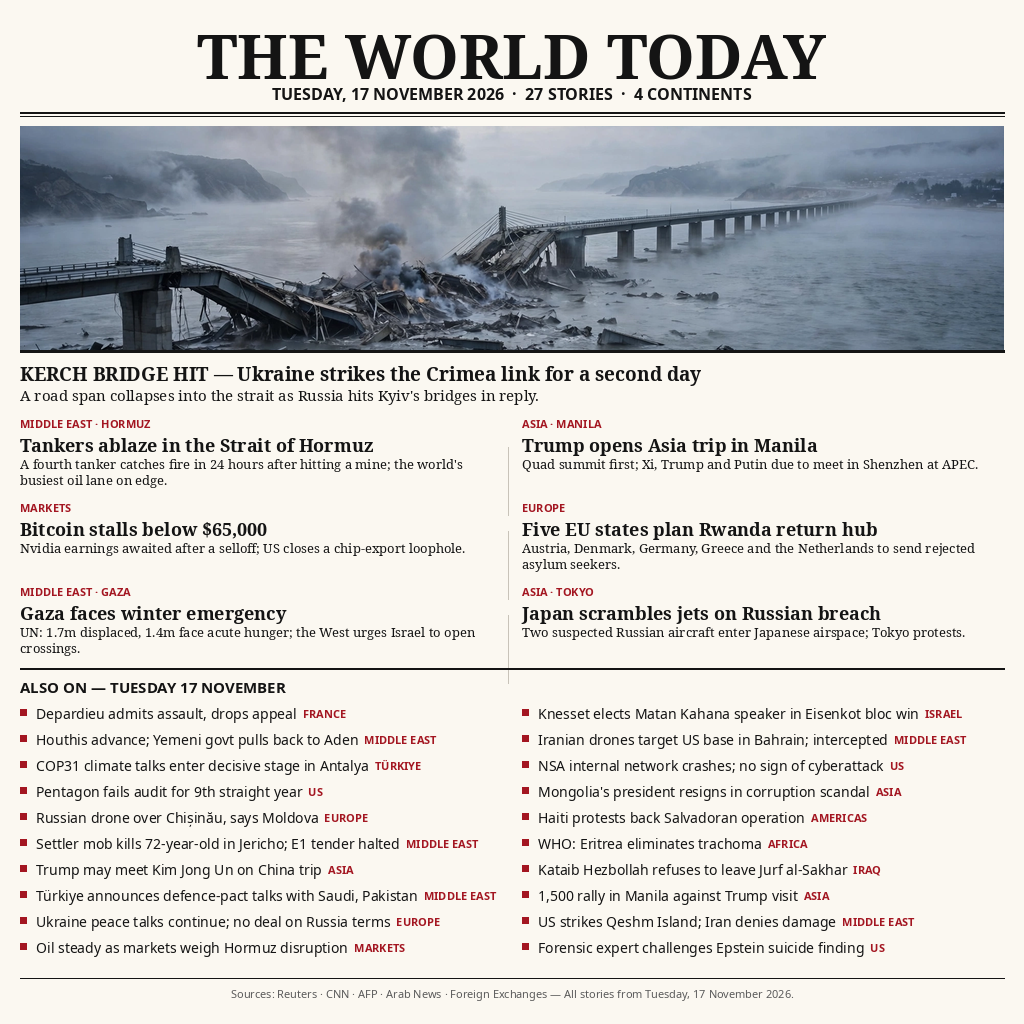 THE WORLD TODAY
TUESDAY, 17 NOVEMBER 2026 · 27 STORIES · 4 CONTINENTS
KERCH BRIDGE HIT — Ukraine strikes the Crimea link for a second day
A road span collapses into the strait as Russia hits Kyiv's bridges in reply.
MIDDLE EAST · HORMUZ
Tankers ablaze in the Strait of Hormuz
A fourth tanker catches fire in 24 hours after hitting a mine; the world's
busiest oil lane on edge.
ASIA · MANILA
Trump opens Asia trip in Manila
Quad summit first; Xi, Trump and Putin due to meet in Shenzhen at APEC.
MARKETS
Bitcoin stalls below $65,000
Nvidia earnings awaited after a selloff; US closes a chip-export loophole.
EUROPE
Five EU states plan Rwanda return hub
Austria, Denmark, Germany, Greece and the Netherlands to send rejected
asylum seekers.
MIDDLE EAST · GAZA
Gaza faces winter emergency
UN: 1.7m displaced, 1.4m face acute hunger; the West urges Israel to open
crossings.
ASIA · TOKYO
Japan scrambles jets on Russian breach
Two suspected Russian aircraft enter Japanese airspace; Tokyo protests.
ALSO ON — TUESDAY 17 NOVEMBER
Depardieu admits assault, drops appeal FRANCE
Houthis advance; Yemeni govt pulls back to Aden MIDDLE EAST
COP31 climate talks enter decisive stage in Antalya TÜRKIYE
Pentagon fails audit for 9th straight year US
Russian drone over Chișinău, says Moldova EUROPE
Settler mob kills 72-year-old in Jericho; E1 tender halted MIDDLE EAST
Trump may meet Kim Jong Un on China trip ASIA
Türkiye announces defence-pact talks with Saudi, Pakistan MIDDLE EAST
Ukraine peace talks continue; no deal on Russia terms EUROPE
Oil steady as markets weigh Hormuz disruption MARKETS
Knesset elects Matan Kahana speaker in Eisenkot bloc win ISRAEL
Iranian drones target US base in Bahrain; intercepted MIDDLE EAST
NSA internal network crashes; no sign of cyberattack US
Mongolia's president resigns in corruption scandal ASIA
Haiti protests back Salvadoran operation AMERICAS
WHO: Eritrea eliminates trachoma AFRICA
Kataib Hezbollah refuses to leave Jurf al-Sakhar IRAQ
1,500 rally in Manila against Trump visit ASIA
US strikes Qeshm Island; Iran denies damage MIDDLE EAST
Forensic expert challenges Epstein suicide finding US
Sources: Reuters · CNN · AFP · Arab News · Foreign Exchanges — All stories from Tuesday, 17 November 2026.